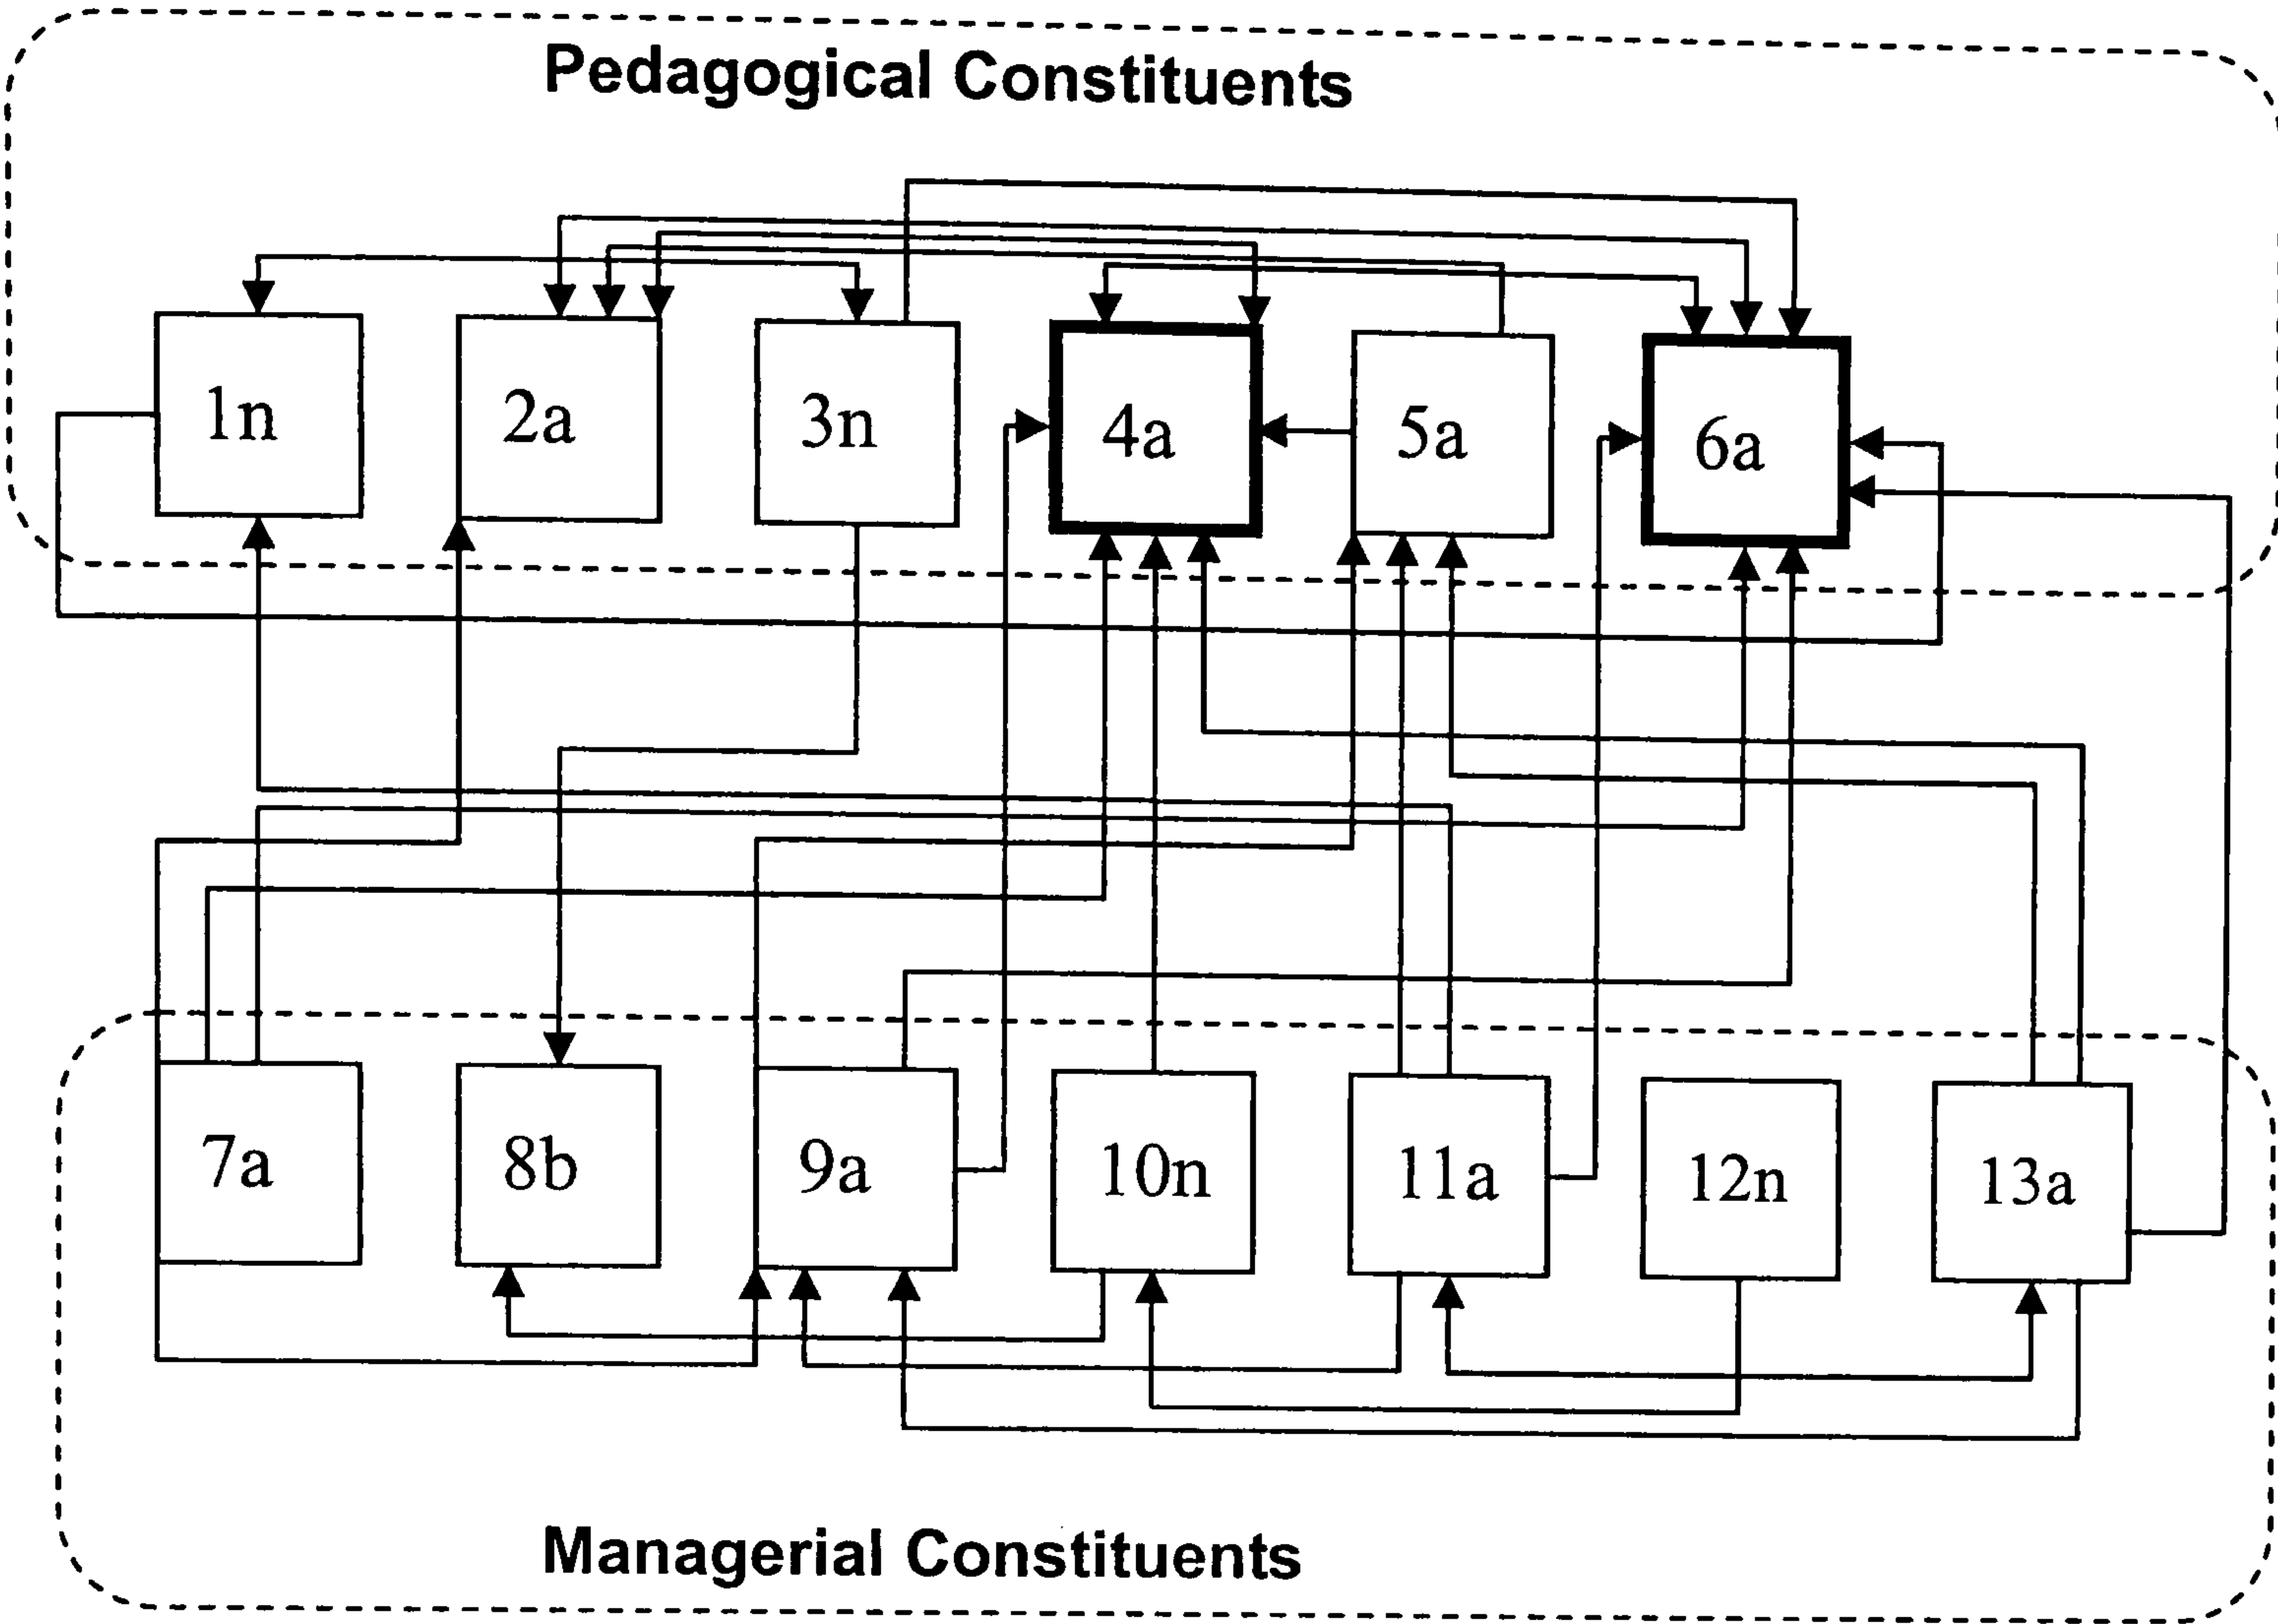 Pedagogical Constituents
1n 2a 3n 4a 5a 6a
7a 8b 9a 10n 11a 12n 13a
Managerial Constituents